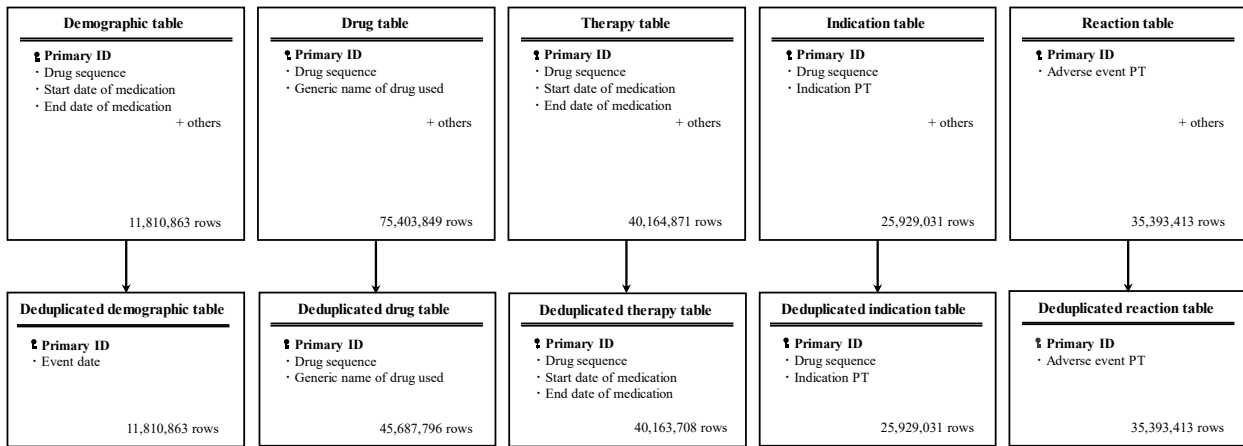 Demographic table
Primary ID
・Drug sequence
・Start date of medication
・End date of medication
+ others
11,810,863 rows
Drug table
Primary ID
・Drug sequence
・Generic name of drug used
+ others
75,403,849 rows
Therapy table
Primary ID
・Drug sequence
・Start date of medication
・End date of medication
+ others
40,164,871 rows
Indication table
Primary ID
・Drug sequence
・Indication PT
+ others
25,929,031 rows
Reaction table
Primary ID
・Adverse event PT
+ others
35,393,413 rows
Deduplicated demographic table
Primary ID
・Event date
11,810,863 rows
Deduplicated drug table
Primary ID
・Drug sequence
・Generic name of drug used
45,687,796 rows
Deduplicated therapy table
Primary ID
・Drug sequence
・Start date of medication
・End date of medication
40,163,708 rows
Deduplicated indication table
Primary ID
・Drug sequence
・Indication PT
25,929,031 rows
Deduplicated reaction table
Primary ID
・Adverse event PT
35,393,413 rows